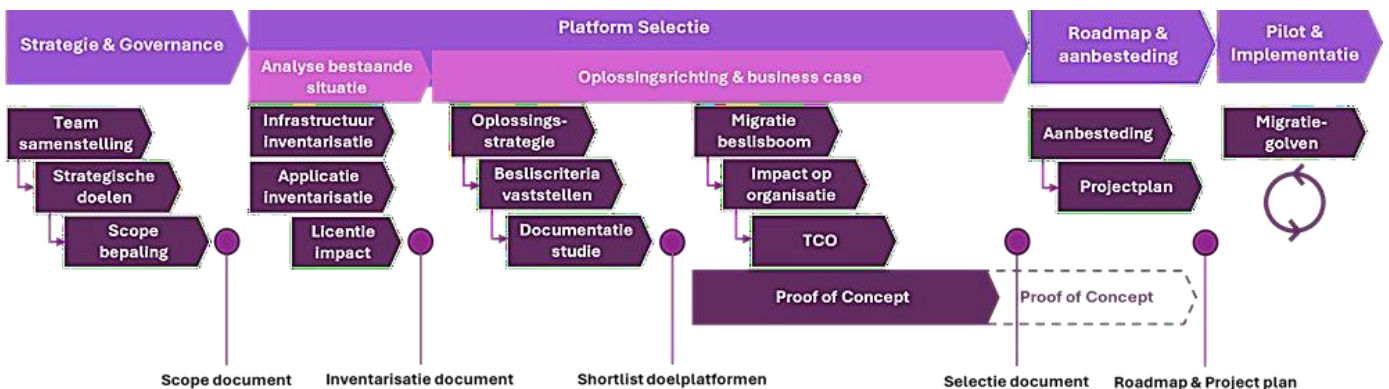 Strategie & Governance
Platform Selectie
Roadmap &
aanbesteding
Pilot &
Implementatie
Analyse bestaande
situatie
Oplossingsrichting & business case
Team
samenstelling
Strategische
doelen
Scope
bepaling
Infrastructuur
inventarisatie
Applicatie
inventarisatie
Licentie
impact
Oplossings-
strategie
Besliscriteria
vaststellen
Documentatie
studie
Migratie
beslisboom
Impact op
organisatie
TCO
Proof of Concept
Proof of Concept
Aanbesteding
Projectplan
Migratie-
golven
Scope document
Inventarisatie document
Shortlist doelplatformen
Selectie document
Roadmap & Project plan